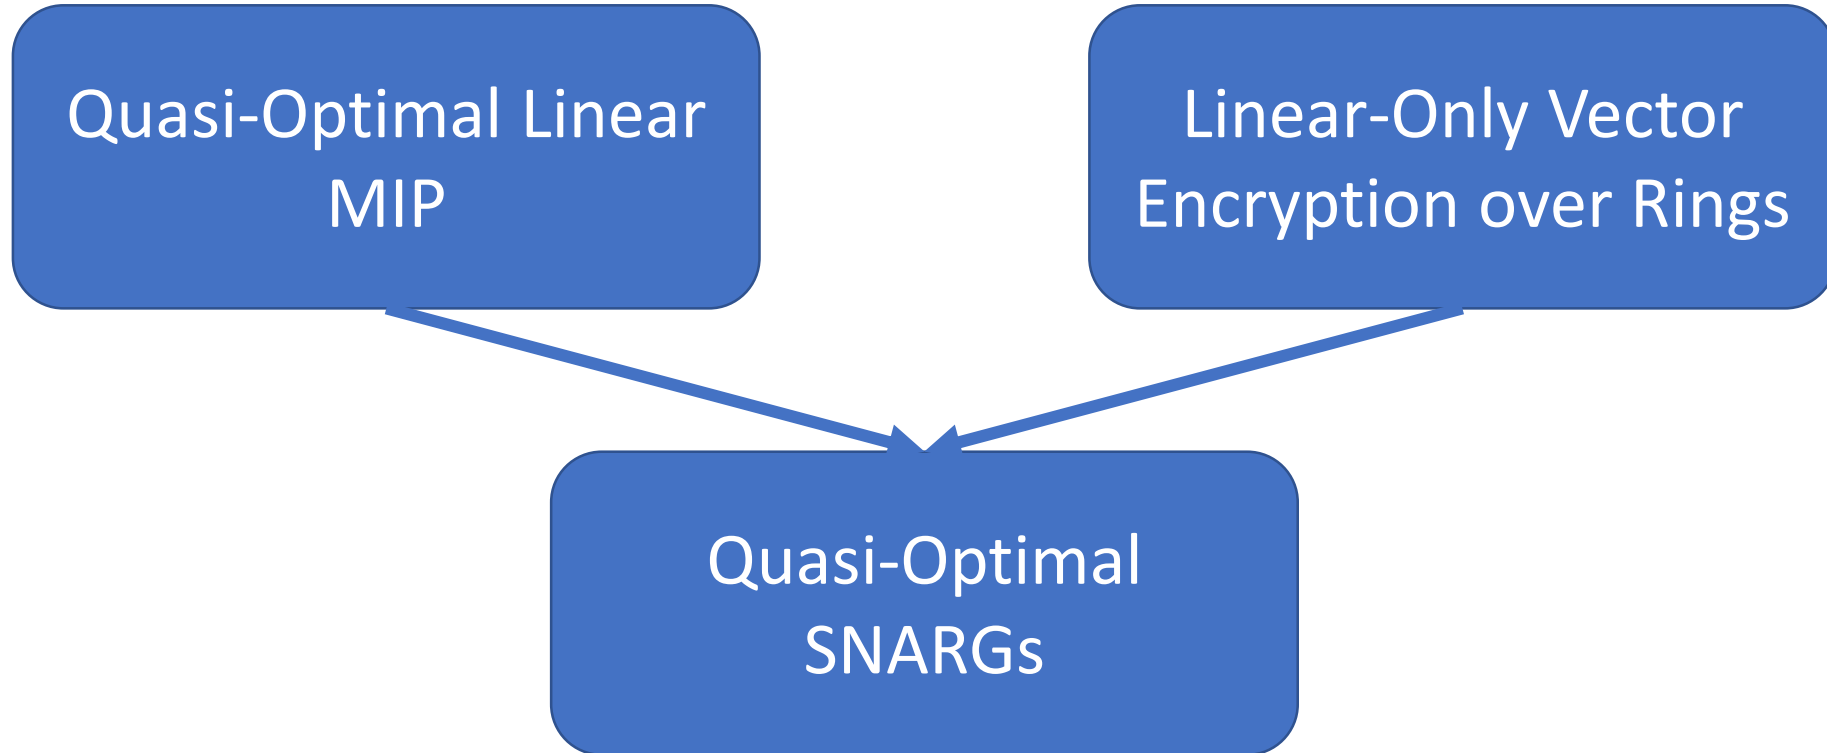 Quasi-Optimal Linear
MIP
Linear-Only Vector
Encryption over Rings
Quasi-Optimal
SNARGs